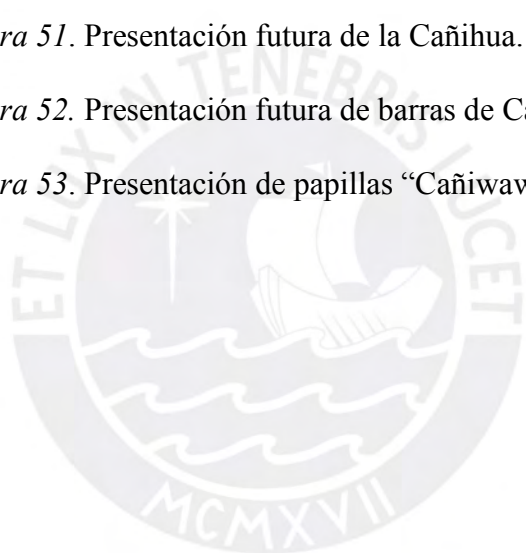 ra 51. Presentación futura de la Cañihua.
ra 52. Presentación futura de barras de Ca
ra 53. Presentación de papillas “Cañiwaw
ET LUX IN TENEBRIS LUCET
MCMXVII